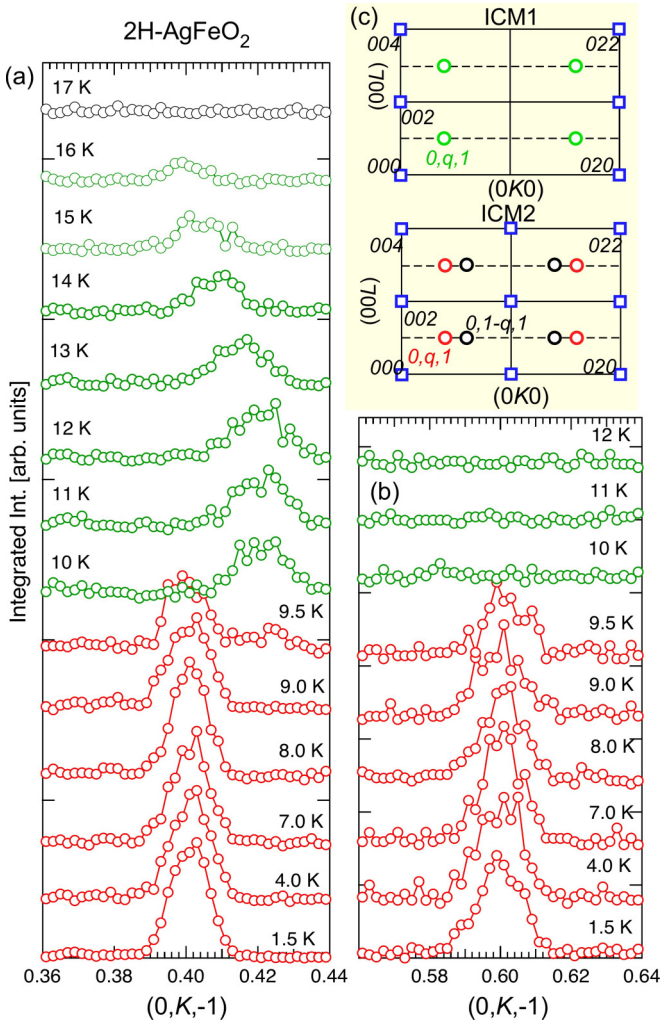 2H-AgFeO2
(a)
17 K
16 K
15 K
14 K
13 K
12 K
11 K
10 K
9.5 K
9.0 K
8.0 K
7.0 K
4.0 K
1.5 K
Integrated Int. [arb. units]
0.36 0.38 0.40 0.42 0.44
(0,K,-1)
(c)
ICM1
004 022
(00L)
002
0,q,1
000 020
(0K0)
ICM2
004 022
(00L)
002 0,1-q,1
0,q,1
000 020
(0K0)
(b)
12 K
11 K
10 K
9.5 K
9.0 K
8.0 K
7.0 K
4.0 K
1.5 K
0.58 0.60 0.62 0.64
(0,K,-1)